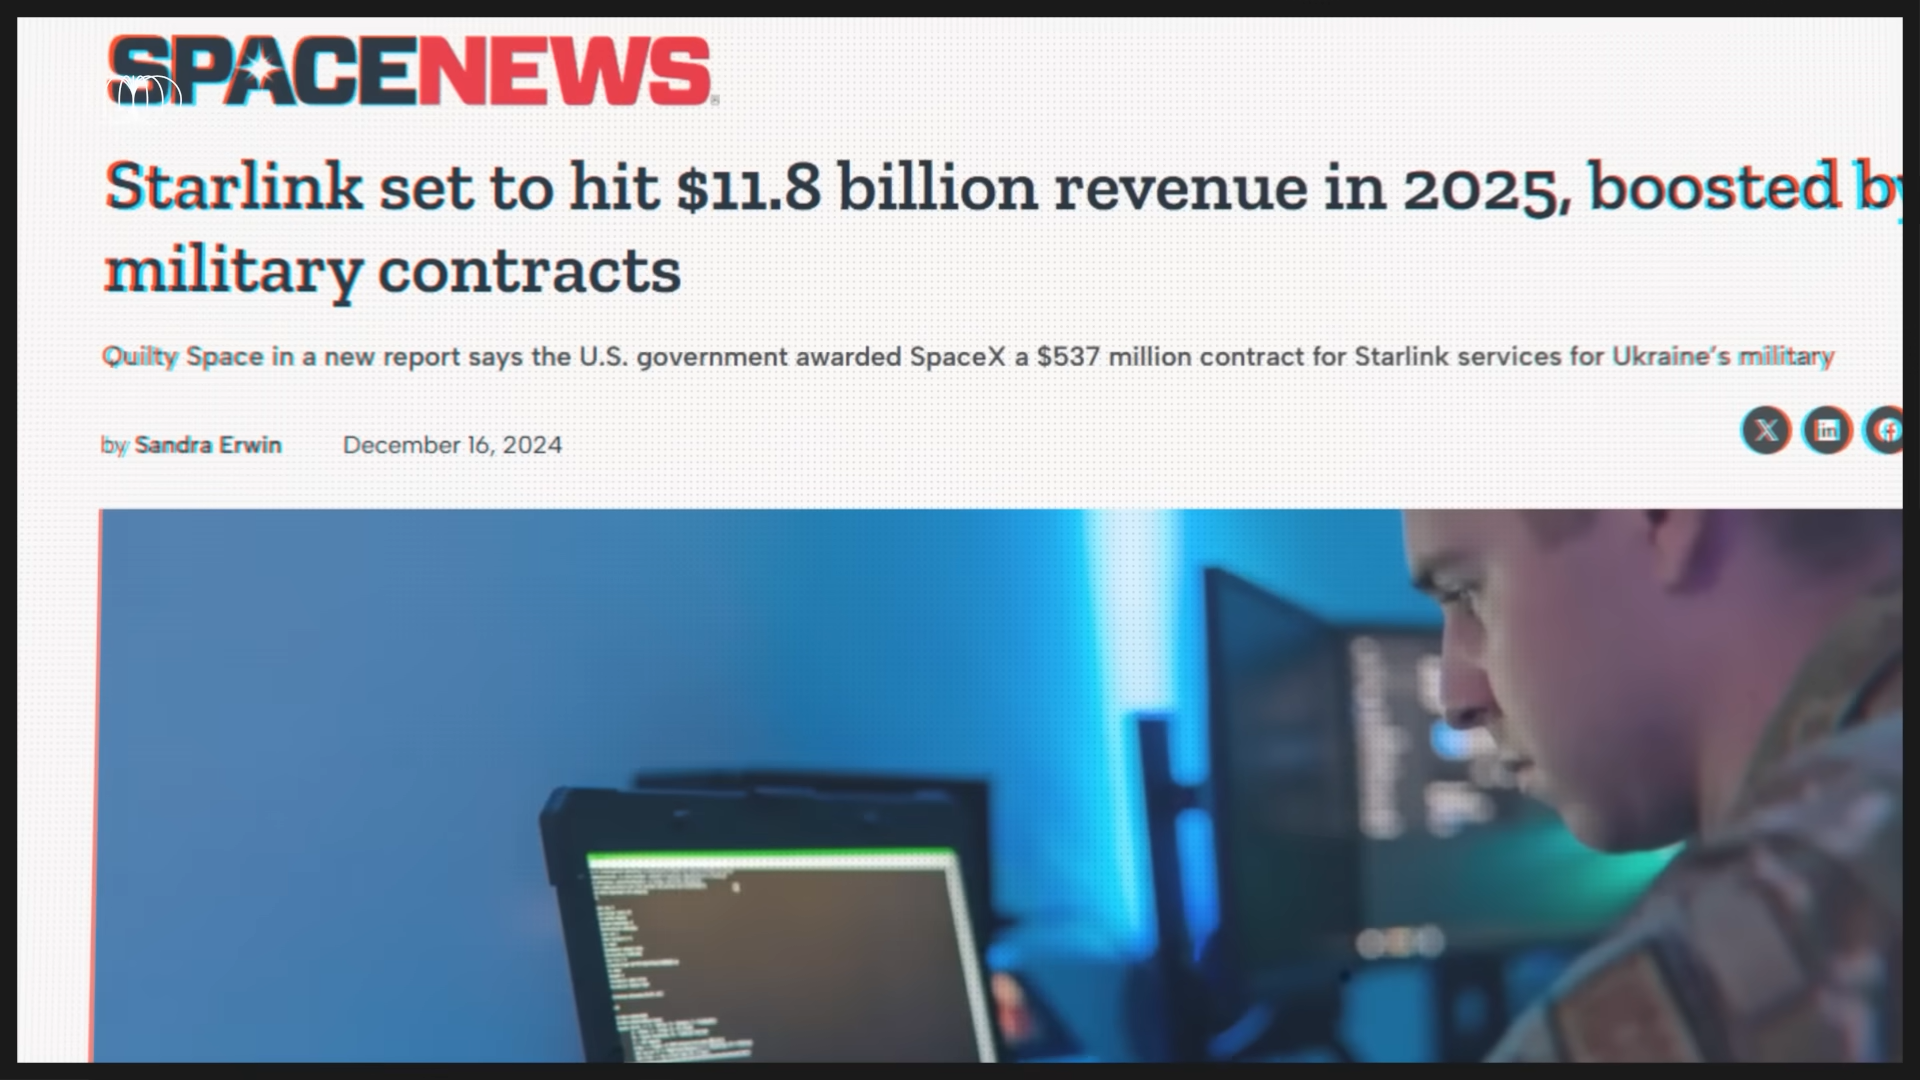 SPACENEWS
Starlink set to hit $11.8 billion revenue in 2025, boosted by
military contracts
Quilty Space in a new report says the U.S. government awarded SpaceX a $537 million contract for Starlink services for Ukraine’s military
by Sandra Erwin December 16, 2024